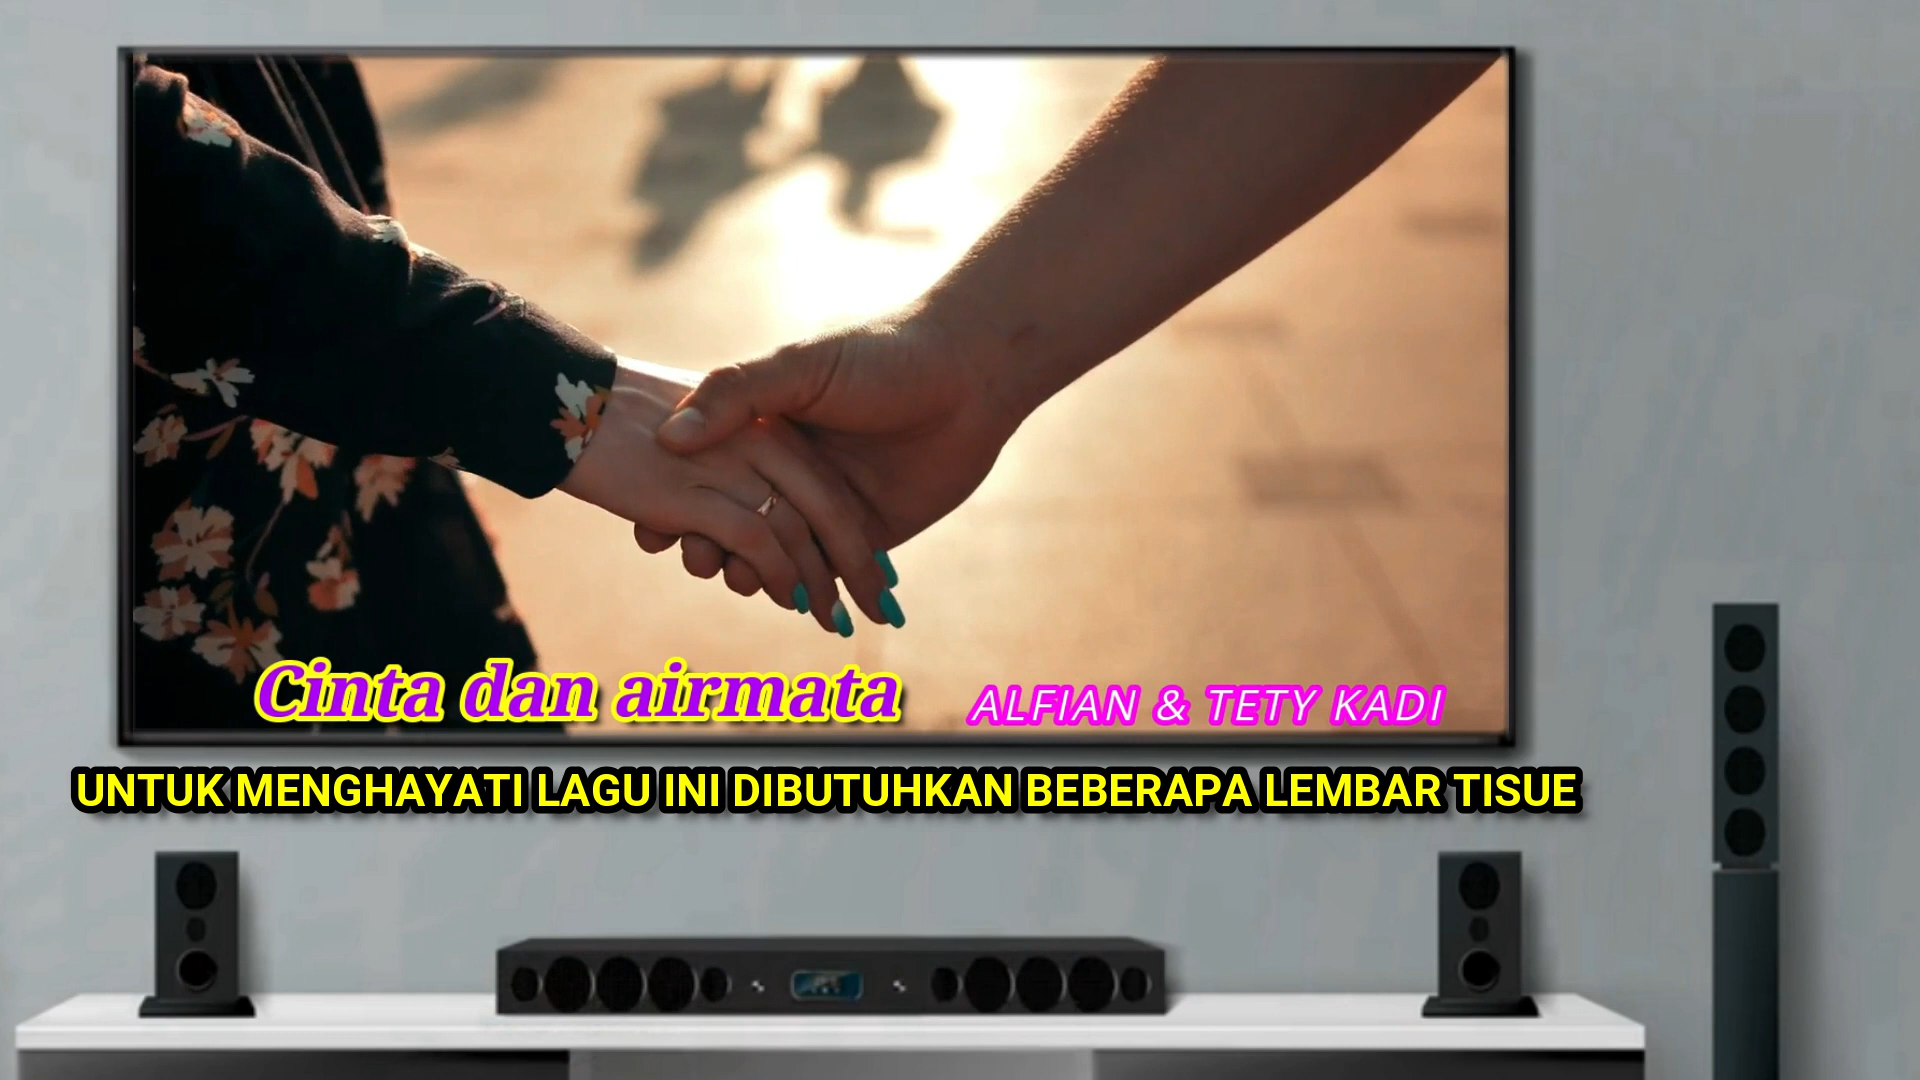 Cinta dan airmata
ALFIAN & TETY KADI
UNTUK MENGHAYATI LAGU INI DIBUTUHKAN BEBERAPA LEMBAR TISUE